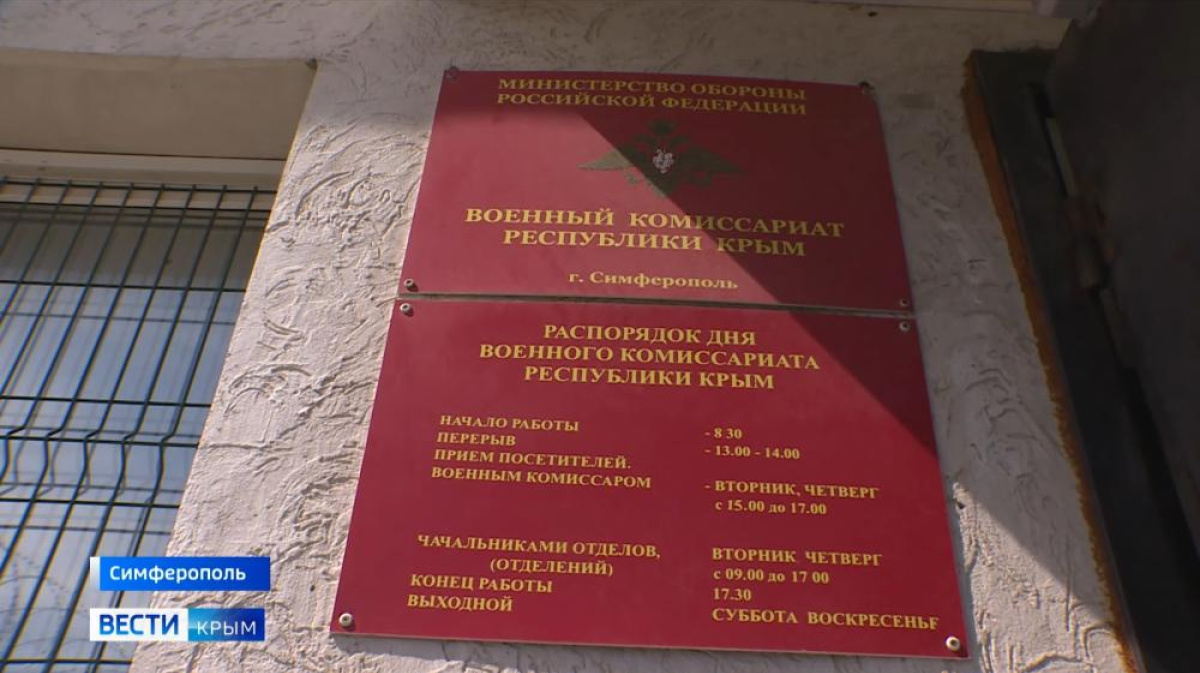 МИНИСТЕРСТВО ОБОРОНЫ
РОССИЙСКОЙ ФЕДЕРАЦИИ
ВОЕННЫЙ КОМИССАРИАТ
РЕСПУБЛИКИ КРЫМ
г. Симферополь
РАСПОРЯДОК ДНЯ
ВОЕННОГО КОМИССАРИАТА
РЕСПУБЛИКИ КРЫМ
НАЧАЛО РАБОТЫ - 8 30
ПЕРЕРЫВ - 13.00 - 14.00
ПРИЕМ ПОСЕТИТЕЛЕЙ.
ВОЕННЫМ КОМИССАРОМ - ВТОРНИК, ЧЕТВЕРГ
с 15.00 до 17.00
ЧАЧАЛЬНИКАМИ ОТДЕЛОВ, ВТОРНИК ЧЕТВЕРГ
(ОТДЕЛЕНИЙ) с 09.00 до 17 00
КОНЕЦ РАБОТЫ 17.30
ВЫХОДНОЙ СУББОТА ВОСКРЕСЕНЬЕ
Симферополь
ВЕСТИ КРЫМ